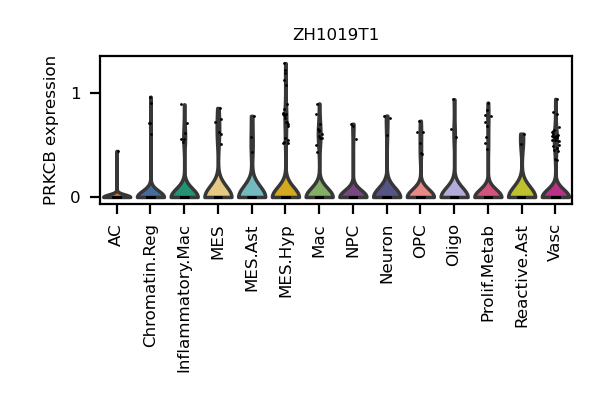 ZH1019T1
PRKCB expression
1
0
AC
Chromatin.Reg
Inflammatory.Mac
MES
MES.Ast
MES.Hyp
Mac
NPC
Neuron
OPC
Oligo
Prolif.Metab
Reactive.Ast
Vasc